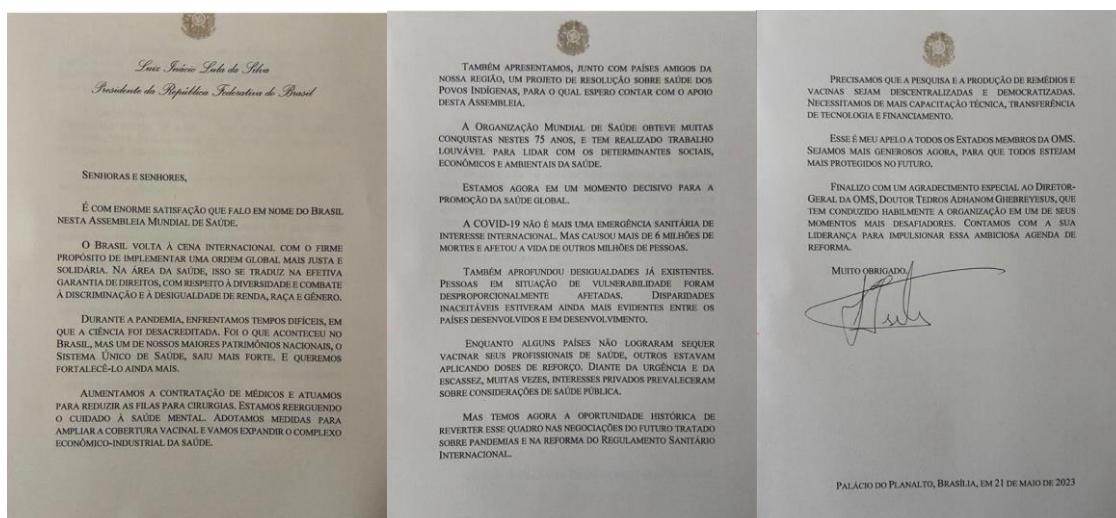 Luiz Inácio Lula da Silva
Presidente da República Federativa do Brasil
SENHORAS E SENHORES,
É COM ENORME SATISFAÇÃO QUE FALO EM NOME DO BRASIL
NESTA ASSEMBLEIA MUNDIAL DE SAÚDE.
O BRASIL VOLTA À CENA INTERNACIONAL COM O FIRME
PROPÓSITO DE IMPLEMENTAR UMA ORDEM GLOBAL MAIS JUSTA E
SOLIDÁRIA. NA ÁREA DA SAÚDE, ISSO SE TRADUZ NA EFETIVA
GARANTIA DE DIREITOS, COM RESPEITO À DIVERSIDADE E COMBATE
À DISCRIMINAÇÃO E À DESIGUALDADE DE RENDA, RAÇA E GÊNERO.
DURANTE A PANDEMIA, ENFRENTAMOS TEMPOS DIFÍCEIS, EM
QUE A CIÊNCIA FOI DESACREDITADA. FOI O QUE ACONTECEU NO
BRASIL, MAS UM DE NOSSOS MAIORES PATRIMÔNIOS NACIONAIS, O
SISTEMA ÚNICO DE SAÚDE, SAIU MAIS FORTE. E QUEREMOS
FORTALECÊ-LO AINDA MAIS.
AUMENTAMOS A CONTRATAÇÃO DE MÉDICOS E ATUAMOS
PARA REDUZIR AS FILAS PARA CIRURGIAS. ESTAMOS REERGUENDO
O CUIDADO À SAÚDE MENTAL. ADOTAMOS MEDIDAS PARA
AMPLIAR A COBERTURA VACINAL E VAMOS EXPANDIR O COMPLEXO
ECONÔMICO-INDUSTRIAL DA SAÚDE.
TAMBÉM APRESENTAMOS, JUNTO COM PAÍSES AMIGOS DA
NOSSA REGIÃO, UM PROJETO DE RESOLUÇÃO SOBRE SAÚDE DOS
POVOS INDÍGENAS, PARA O QUAL ESPERO CONTAR COM O APOIO
DESTA ASSEMBLEIA.
A ORGANIZAÇÃO MUNDIAL DE SAÚDE OBTEVE MUITAS
CONQUISTAS NESTES 75 ANOS, E TEM REALIZADO TRABALHO
LOUVÁVEL PARA LIDAR COM OS DETERMINANTES SOCIAIS,
ECONÔMICOS E AMBIENTAIS DA SAÚDE.
ESTAMOS AGORA EM UM MOMENTO DECISIVO PARA A
PROMOÇÃO DA SAÚDE GLOBAL.
A COVID-19 NÃO É MAIS UMA EMERGÊNCIA SANITÁRIA DE
INTERESSE INTERNACIONAL. MAS CAUSOU MAIS DE 6 MILHÕES DE
MORTES E AFETOU A VIDA DE OUTROS MILHÕES DE PESSOAS.
TAMBÉM APROFUNDOU DESIGUALDADES JÁ EXISTENTES.
PESSOAS EM SITUAÇÃO DE VULNERABILIDADE FORAM
DESPROPORCIONALMENTE AFETADAS. DISPARIDADES
INACEITÁVEIS ESTIVERAM AINDA MAIS EVIDENTES ENTRE OS
PAÍSES DESENVOLVIDOS E EM DESENVOLVIMENTO.
ENQUANTO ALGUNS PAÍSES NÃO LOGRARAM SEQUER
VACINAR SEUS PROFISSIONAIS DE SAÚDE, OUTROS ESTAVAM
APLICANDO DOSES DE REFORÇO. DIANTE DA URGÊNCIA E DA
ESCASSEZ, MUITAS VEZES, INTERESSES PRIVADOS PREVALECERAM
SOBRE CONSIDERAÇÕES DE SAÚDE PÚBLICA.
MAS TEMOS AGORA A OPORTUNIDADE HISTÓRICA DE
REVERTER ESSE QUADRO NAS NEGOCIAÇÕES DO FUTURO TRATADO
SOBRE PANDEMIAS E NA REFORMA DO REGULAMENTO SANITÁRIO
INTERNACIONAL.
PRECISAMOS QUE A PESQUISA E A PRODUÇÃO DE REMÉDIOS E
VACINAS SEJAM DESCENTRALIZADAS E DEMOCRATIZADAS.
NECESSITAMOS DE MAIS CAPACITAÇÃO TÉCNICA, TRANSFERÊNCIA
DE TECNOLOGIA E FINANCIAMENTO.
ESSE É MEU APELO A TODOS OS ESTADOS MEMBROS DA OMS.
SEJAMOS MAIS GENEROSOS AGORA, PARA QUE TODOS ESTEJAM
MAIS PROTEGIDOS NO FUTURO.
FINALIZO COM UM AGRADECIMENTO ESPECIAL AO DIRETOR-
GERAL DA OMS, DOUTOR TEDROS ADHANOM GHEBREYESUS, QUE
TEM CONDUZIDO HABILMENTE A ORGANIZAÇÃO EM UM DE SEUS
MOMENTOS MAIS DESAFIADORES. CONTAMOS COM A SUA
LIDERANÇA PARA IMPULSIONAR ESSA AMBICIOSA AGENDA DE
REFORMA.
MUITO OBRIGADO.
PALÁCIO DO PLANALTO, BRASÍLIA, EM 21 DE MAIO DE 2023